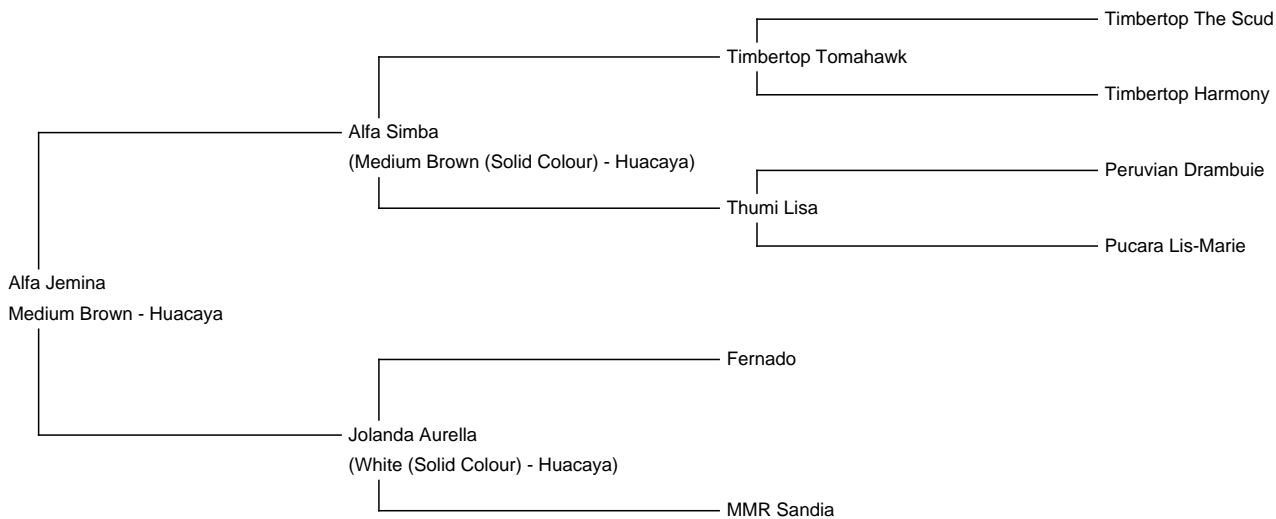 Timbertop The Scud
Timbertop Tomahawk
Timbertop Harmony
Alfa Simba
(Medium Brown (Solid Colour) - Huacaya)
Peruvian Drambuie
Thumi Lisa
Pucara Lis-Marie
Alfa Jemina
Medium Brown - Huacaya
Fernado
Jolanda Aurella
(White (Solid Colour) - Huacaya)
MMR Sandia